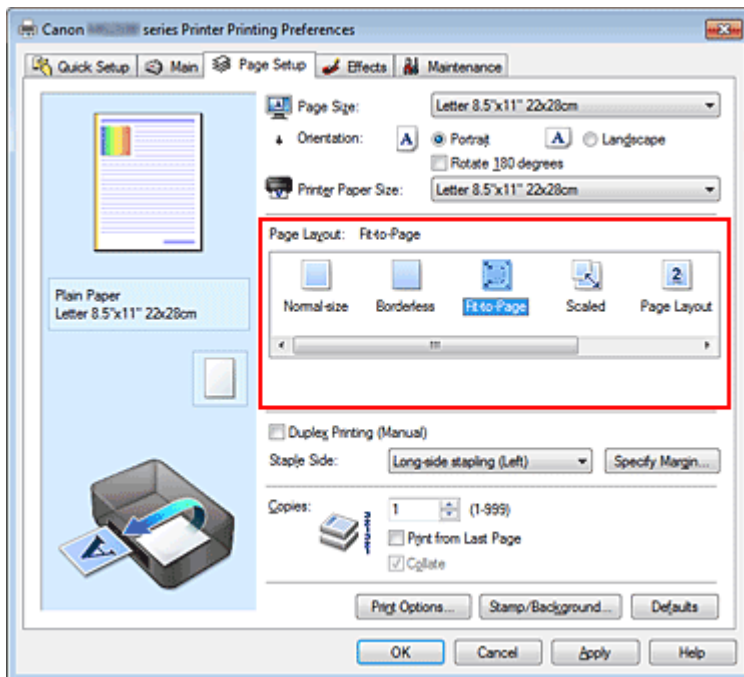 Canon series Printer Printing Preferences
Quick Setup Main Page Setup Effects Maintenance
Page Size: Letter 8.5"x11" 22x28cm
Orientation: A Portrait A Landscape
Rotate 180 degrees
Printer Paper Size: Letter 8.5"x11" 22x28cm
Page Layout: Fit-to-Page
Normal-size Borderless Fit-to-Page Scaled 2 Page Layout
Plain Paper
Letter 8.5"x11" 22x28cm
Duplex Printing (Manual)
Staple Side: Long-side stapling (Left) Specify Margin...
Copies: 1 (1-999)
Print from Last Page
Collate
A
Print Options... Stamp/Background... Defaults
OK Cancel Apply Help